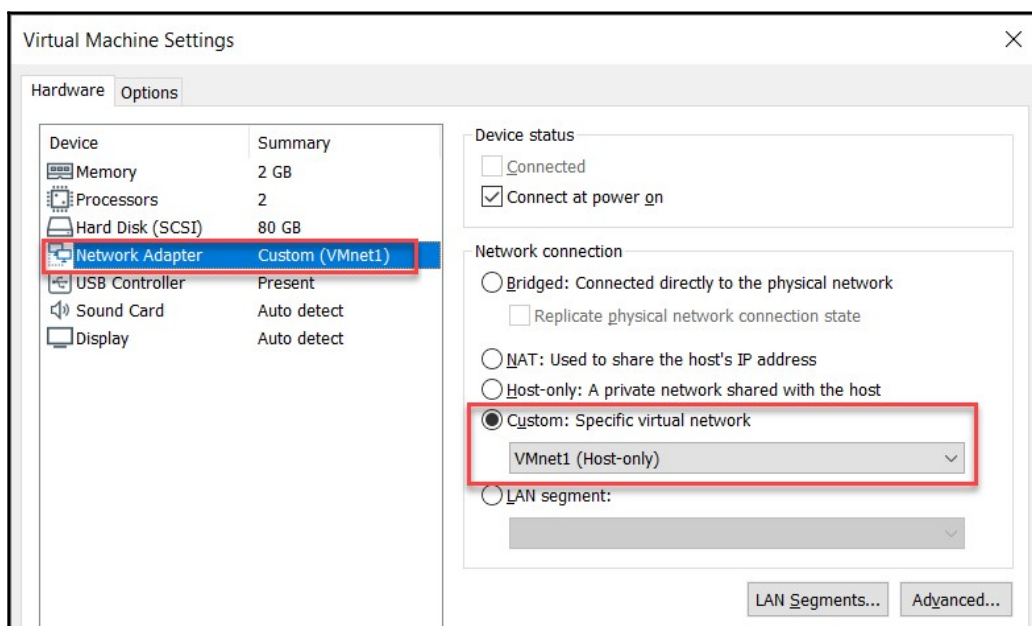 Virtual Machine Settings
Hardware Options
Device Summary
Memory 2 GB
Processors 2
Hard Disk (SCSI) 80 GB
Network Adapter Custom (VMnet1)
USB Controller Present
Sound Card Auto detect
Display Auto detect
Device status
Connected
Connect at power on
Network connection
Bridged: Connected directly to the physical network
Replicate physical network connection state
NAT: Used to share the host's IP address
Host-only: A private network shared with the host
Custom: Specific virtual network
VMnet1 (Host-only)
LAN segment:
LAN Segments... Advanced...